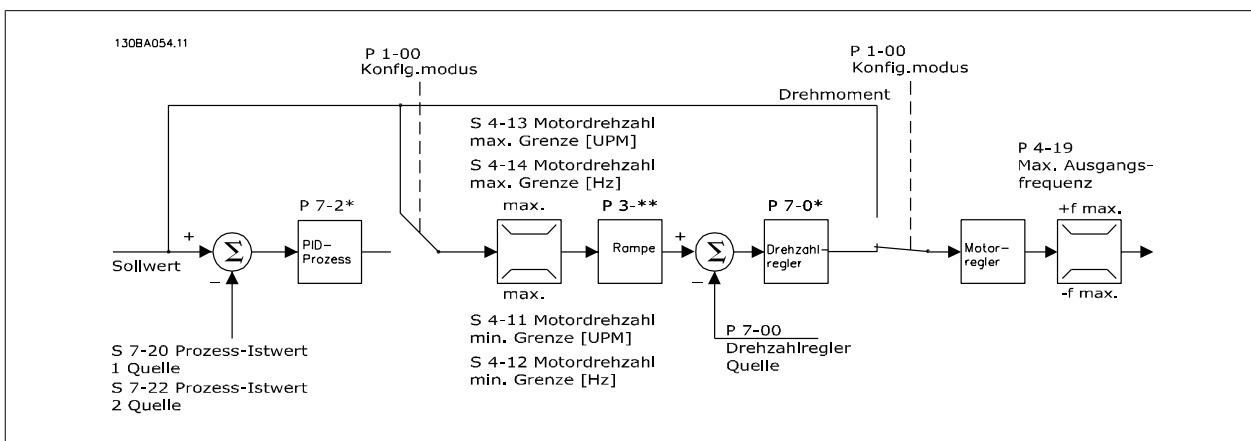 130BA054.11
P 1-00
Konfig.modus
P 1-00
Konfig.modus
Drehmoment
S 4-13 Motordrehzahl
max. Grenze [UPM]
S 4-14 Motordrehzahl
max. Grenze [Hz]
P 4-19
Max. Ausgangs-
frequenz
P 7-2*
max.
P 3-**
P 7-0*
+f max.
+
Sollwert
Σ
−
PID-
Prozess
Rampe
+
Σ
−
Drehzahl-
regler
Motor-
regler
max.
-f max.
S 4-11 Motordrehzahl
min. Grenze [UPM]
S 4-12 Motordrehzahl
min. Grenze [Hz]
P 7-00
Drehzahlregler
Quelle
S 7-20 Prozess-Istwert
1 Quelle
S 7-22 Prozess-Istwert
2 Quelle